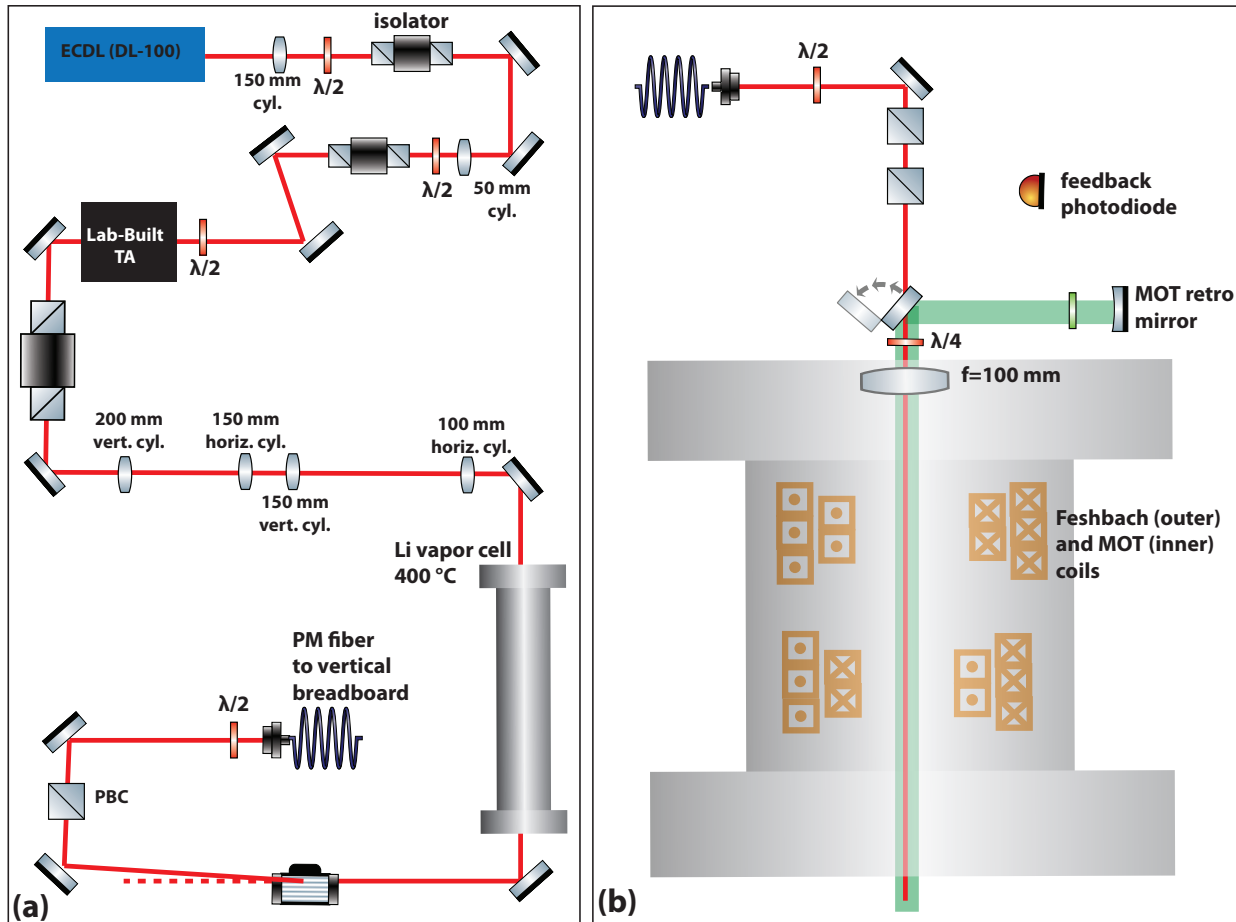 isolator
ECDL (DL-100)
150 mm
cyl.
λ/2
λ/2
50 mm
cyl.
Lab-Built
TA
λ/2
200 mm
vert. cyl.
150 mm
horiz. cyl.
150 mm
vert. cyl.
100 mm
horiz. cyl.
Li vapor cell
400 °C
PM fiber
to vertical
breadboard
λ/2
PBC
(a)
λ/2
feedback
photodiode
MOT retro
mirror
λ/4
f=100 mm
Feshbach (outer)
and MOT (inner)
coils
(b)